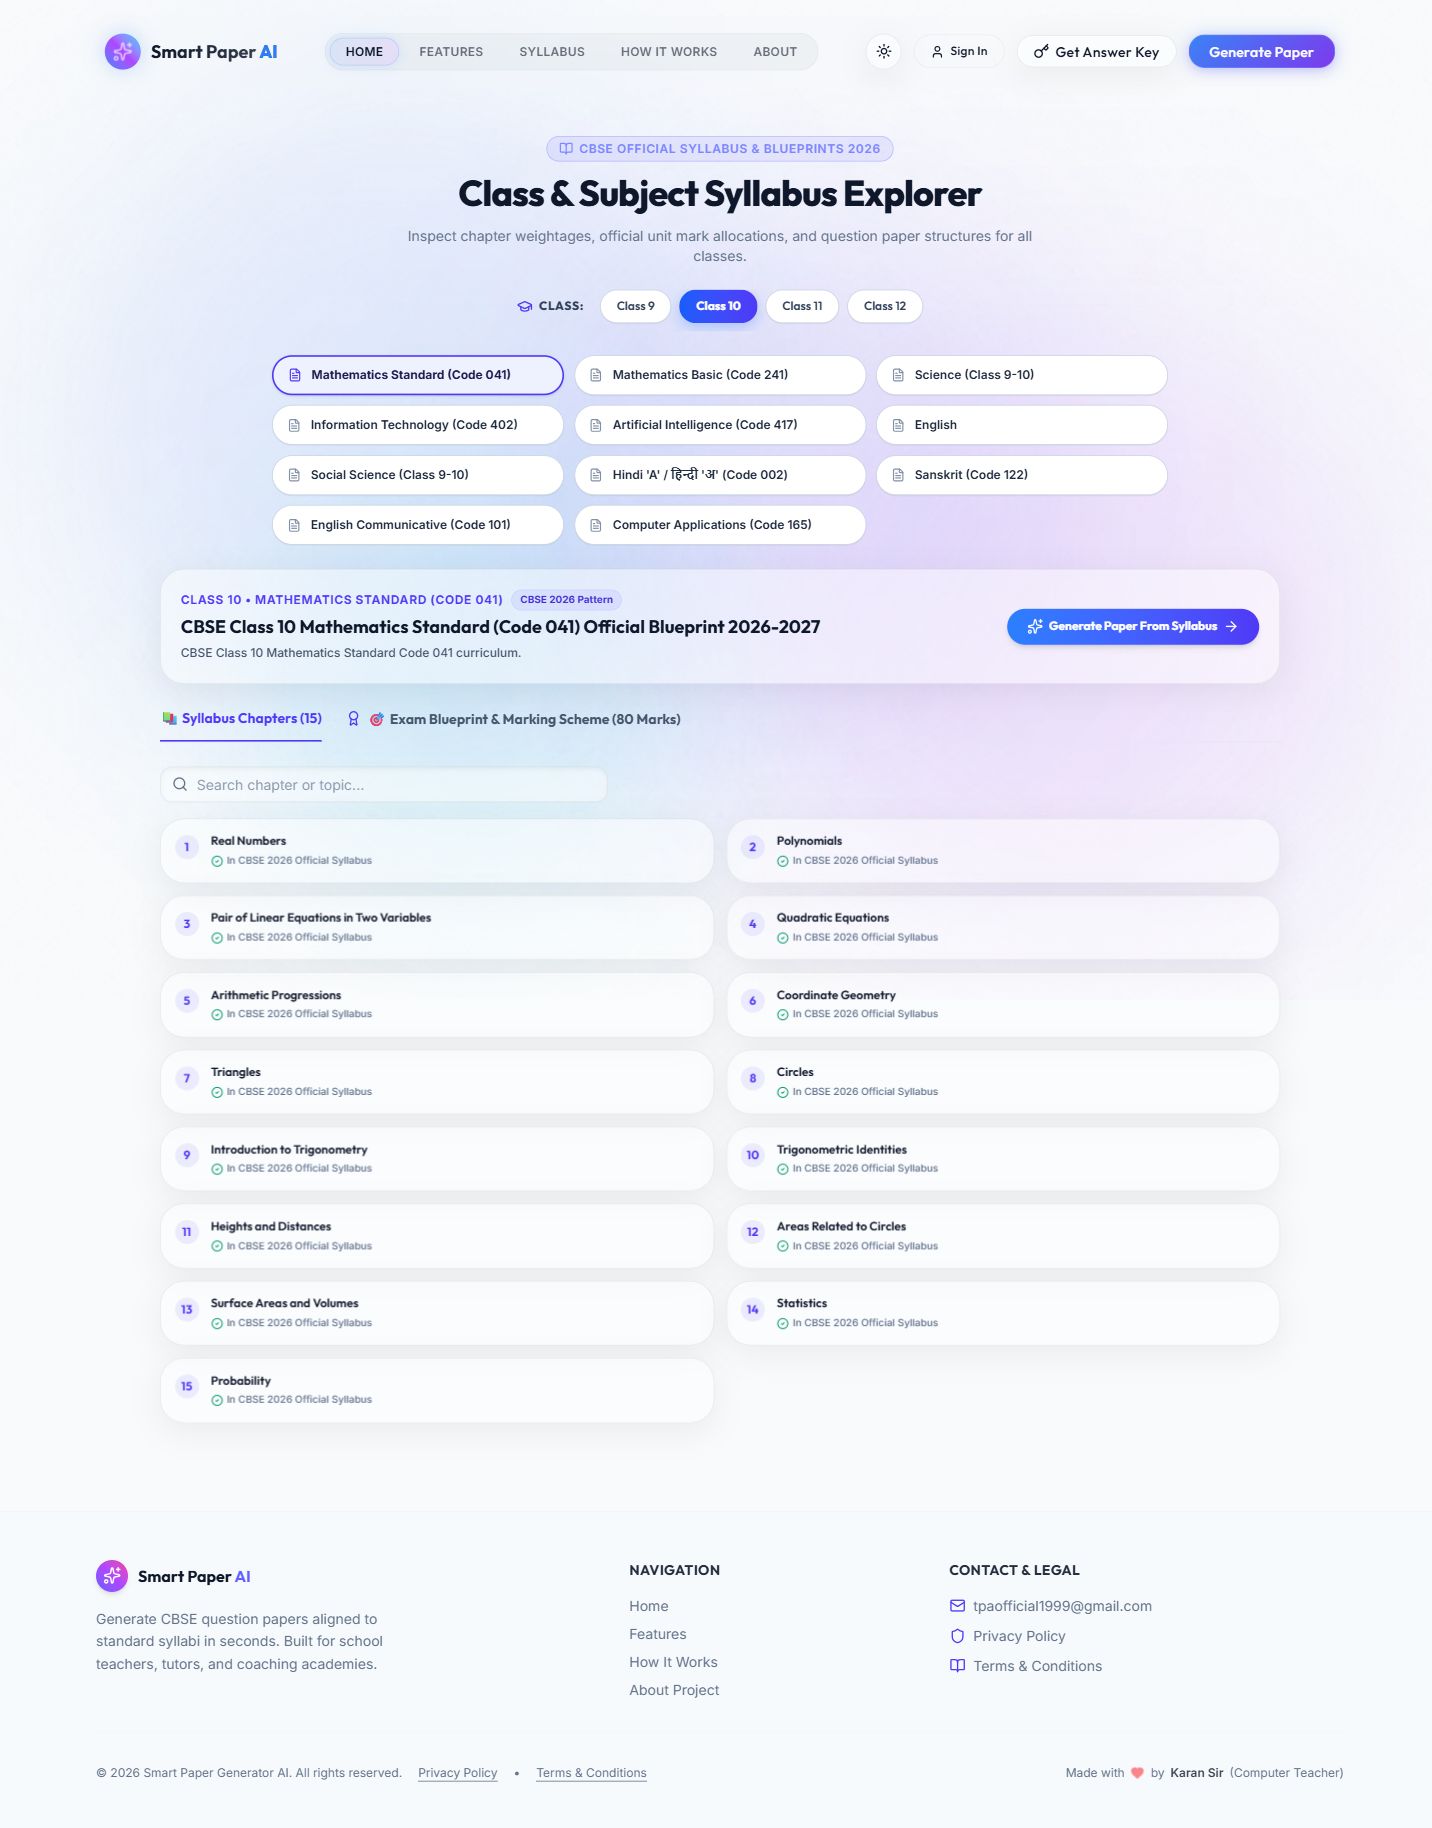 Smart Paper AI
HOME
FEATURES
SYLLABUS
HOW IT WORKS
ABOUT
Sign In
Get Answer Key
Generate Paper
CBSE OFFICIAL SYLLABUS & BLUEPRINTS 2026
Class & Subject Syllabus Explorer
Inspect chapter weightages, official unit mark allocations, and question paper structures for all
classes.
CLASS:
Class 9
Class 10
Class 11
Class 12
Mathematics Standard (Code 041)
Mathematics Basic (Code 241)
Science (Class 9-10)
Information Technology (Code 402)
Artificial Intelligence (Code 417)
English
Social Science (Class 9-10)
Hindi 'A' / हिन्दी 'अ' (Code 002)
Sanskrit (Code 122)
English Communicative (Code 101)
Computer Applications (Code 165)
CLASS 10 • MATHEMATICS STANDARD (CODE 041)
CBSE 2026 Pattern
CBSE Class 10 Mathematics Standard (Code 041) Official Blueprint 2026-2027
CBSE Class 10 Mathematics Standard Code 041 curriculum.
Generate Paper From Syllabus
Syllabus Chapters (15)
Exam Blueprint & Marking Scheme (80 Marks)
Search chapter or topic...
1
Real Numbers
In CBSE 2026 Official Syllabus
2
Polynomials
In CBSE 2026 Official Syllabus
3
Pair of Linear Equations in Two Variables
In CBSE 2026 Official Syllabus
4
Quadratic Equations
In CBSE 2026 Official Syllabus
5
Arithmetic Progressions
In CBSE 2026 Official Syllabus
6
Coordinate Geometry
In CBSE 2026 Official Syllabus
7
Triangles
In CBSE 2026 Official Syllabus
8
Circles
In CBSE 2026 Official Syllabus
9
Introduction to Trigonometry
In CBSE 2026 Official Syllabus
10
Trigonometric Identities
In CBSE 2026 Official Syllabus
11
Heights and Distances
In CBSE 2026 Official Syllabus
12
Areas Related to Circles
In CBSE 2026 Official Syllabus
13
Surface Areas and Volumes
In CBSE 2026 Official Syllabus
14
Statistics
In CBSE 2026 Official Syllabus
15
Probability
In CBSE 2026 Official Syllabus
Smart Paper AI
Generate CBSE question papers aligned to
standard syllabi in seconds. Built for school
teachers, tutors, and coaching academies.
NAVIGATION
Home
Features
How It Works
About Project
CONTACT & LEGAL
tpaofficial1999@gmail.com
Privacy Policy
Terms & Conditions
© 2026 Smart Paper Generator AI. All rights reserved.
Privacy Policy
•
Terms & Conditions
Made with ❤️ by Karan Sir (Computer Teacher)